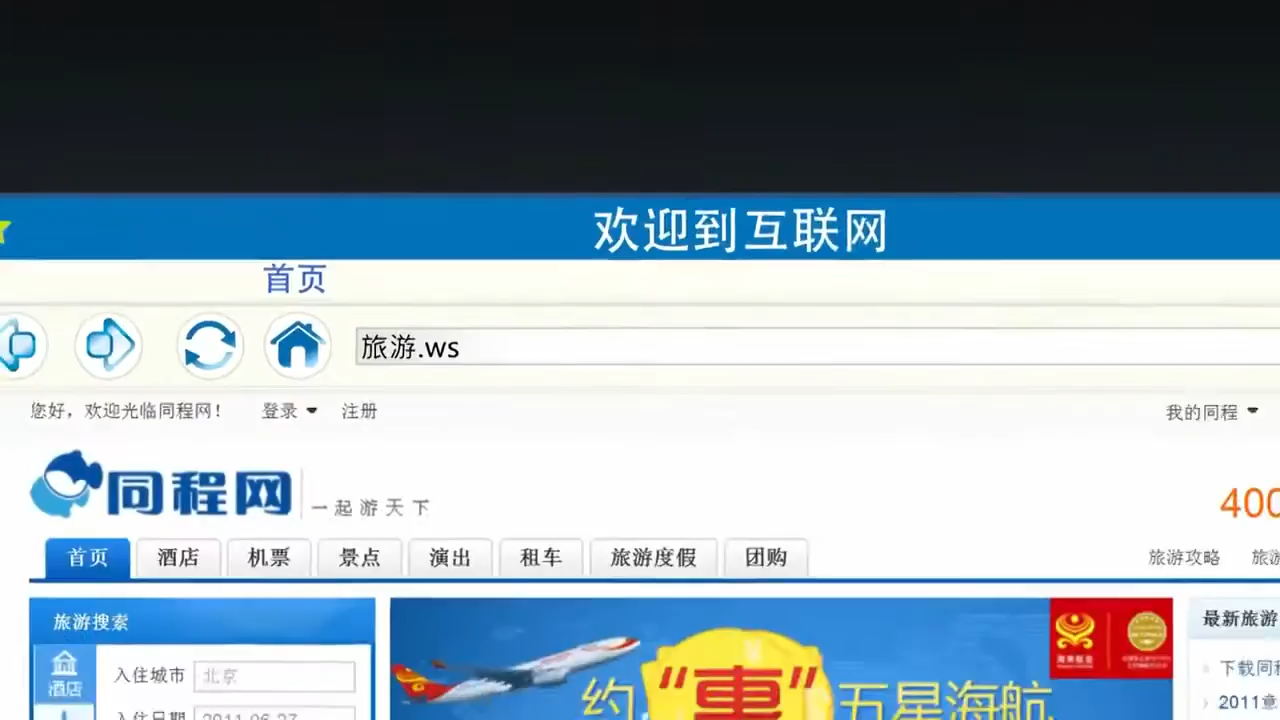 欢迎到互联网
首页
旅游.ws
您好，欢迎光临同程网！ 登录 注册 我的同程
同程网 一起游天下
400
首页 酒店 机票 景点 演出 租车 旅游度假 团购 旅游攻略
旅游搜索
最新旅游
酒店 入住城市 北京
下载同程
入住日期 2011-06-27
约“惠”五星海航
2011